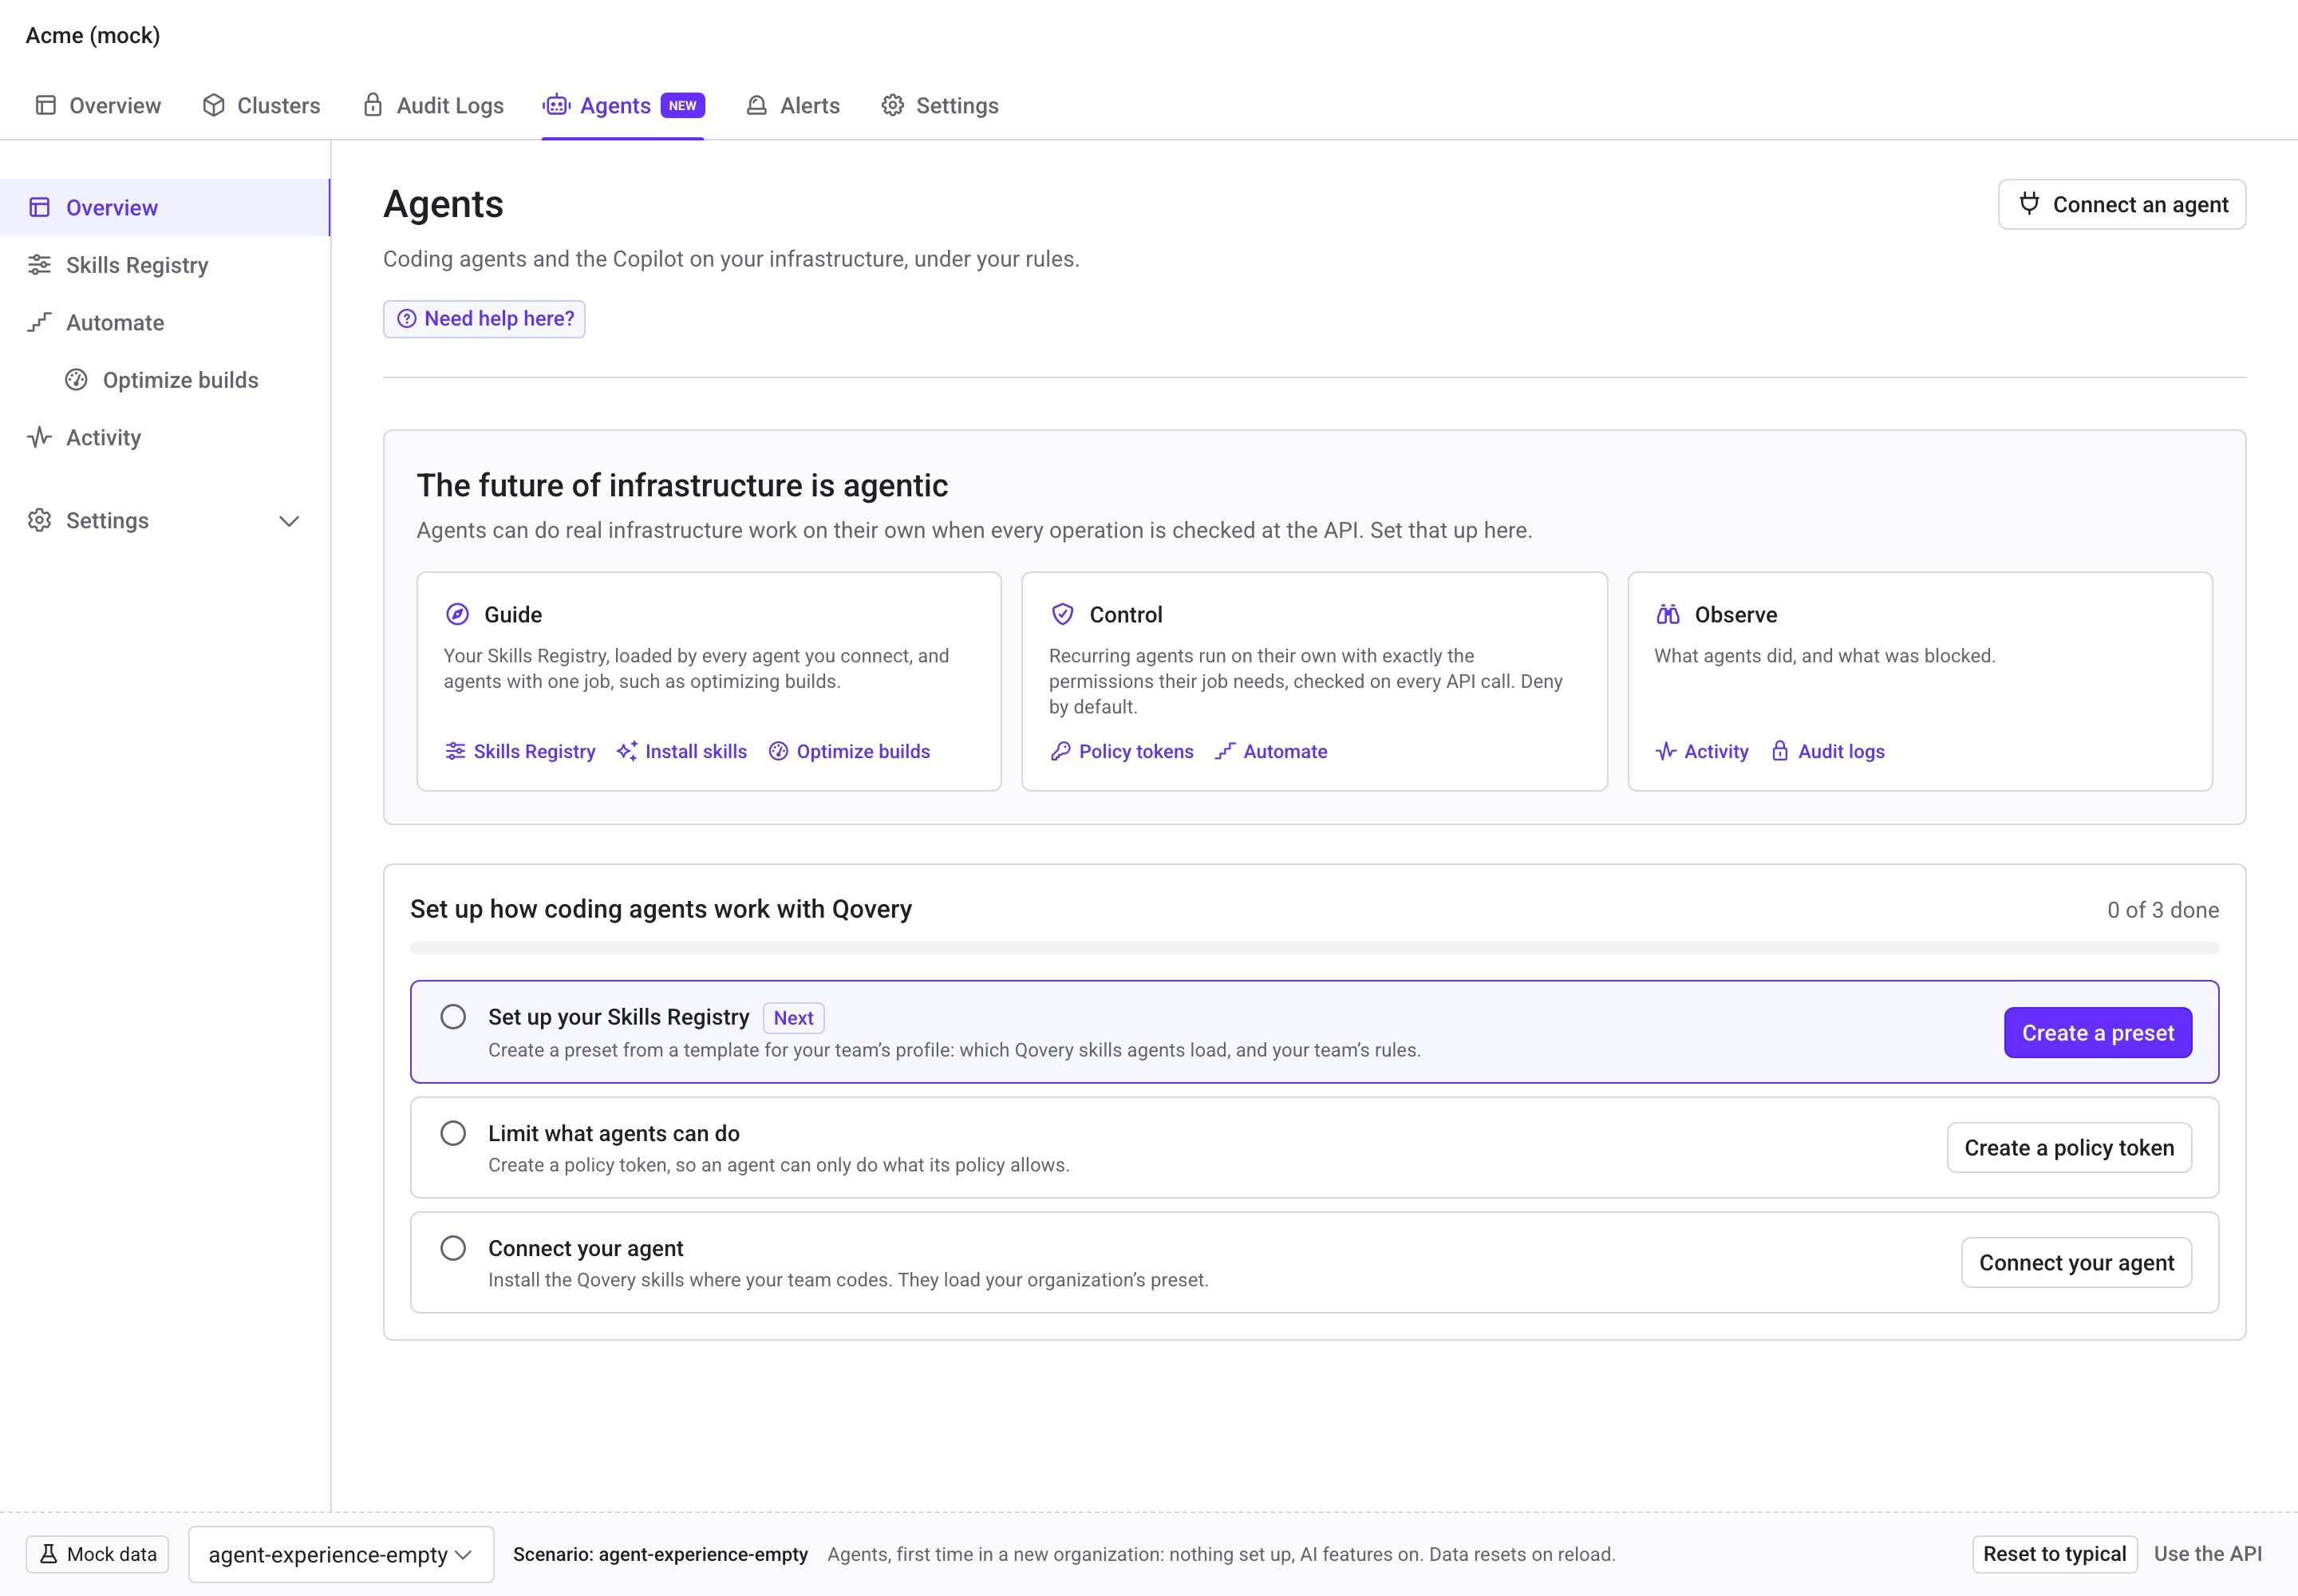 Acme (mock)
Overview
Clusters
Audit Logs
Agents NEW
Alerts
Settings
Overview
Skills Registry
Automate
Optimize builds
Activity
Settings
Agents
Connect an agent
Coding agents and the Copilot on your infrastructure, under your rules.
Need help here?
The future of infrastructure is agentic
Agents can do real infrastructure work on their own when every operation is checked at the API. Set that up here.
Guide
Your Skills Registry, loaded by every agent you connect, and
agents with one job, such as optimizing builds.
Skills Registry
Install skills
Optimize builds
Control
Recurring agents run on their own with exactly the
permissions their job needs, checked on every API call. Deny
by default.
Policy tokens
Automate
Observe
What agents did, and what was blocked.
Activity
Audit logs
Set up how coding agents work with Qovery
0 of 3 done
Set up your Skills Registry Next
Create a preset from a template for your team’s profile: which Qovery skills agents load, and your team’s rules.
Create a preset
Limit what agents can do
Create a policy token, so an agent can only do what its policy allows.
Create a policy token
Connect your agent
Install the Qovery skills where your team codes. They load your organization’s preset.
Connect your agent
Mock data
agent-experience-empty
Scenario: agent-experience-empty
Agents, first time in a new organization: nothing set up, AI features on. Data resets on reload.
Reset to typical
Use the API